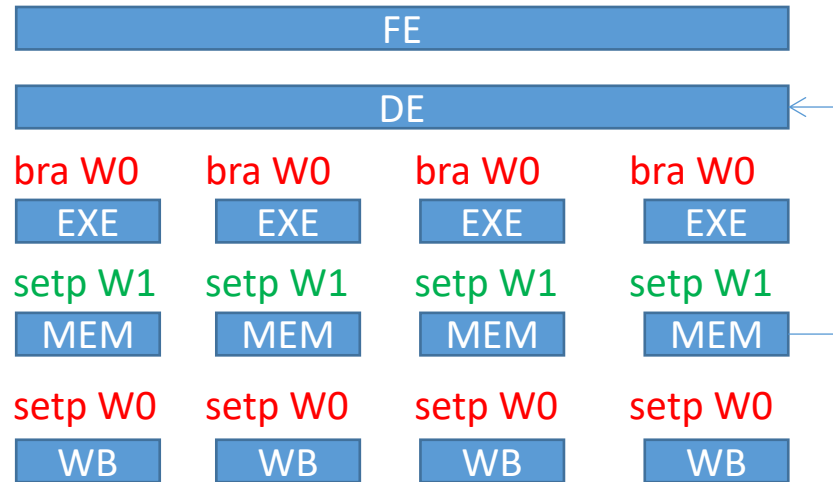 FE
DE
bra W0 bra W0 bra W0 bra W0
EXE EXE EXE EXE
setp W1 setp W1 setp W1 setp W1
MEM MEM MEM MEM
setp W0 setp W0 setp W0 setp W0
WB WB WB WB